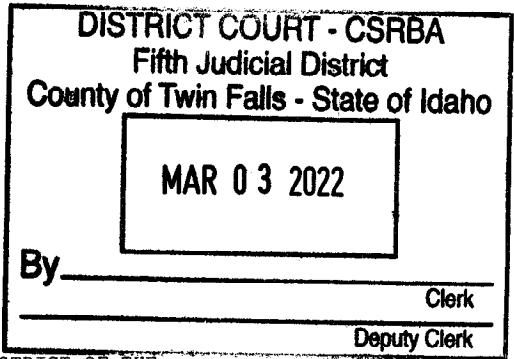 DISTRICT COURT - CSRBA
Fifth Judicial District
County of Twin Falls - State of Idaho
MAR 03 2022
By
Clerk
Deputy Clerk